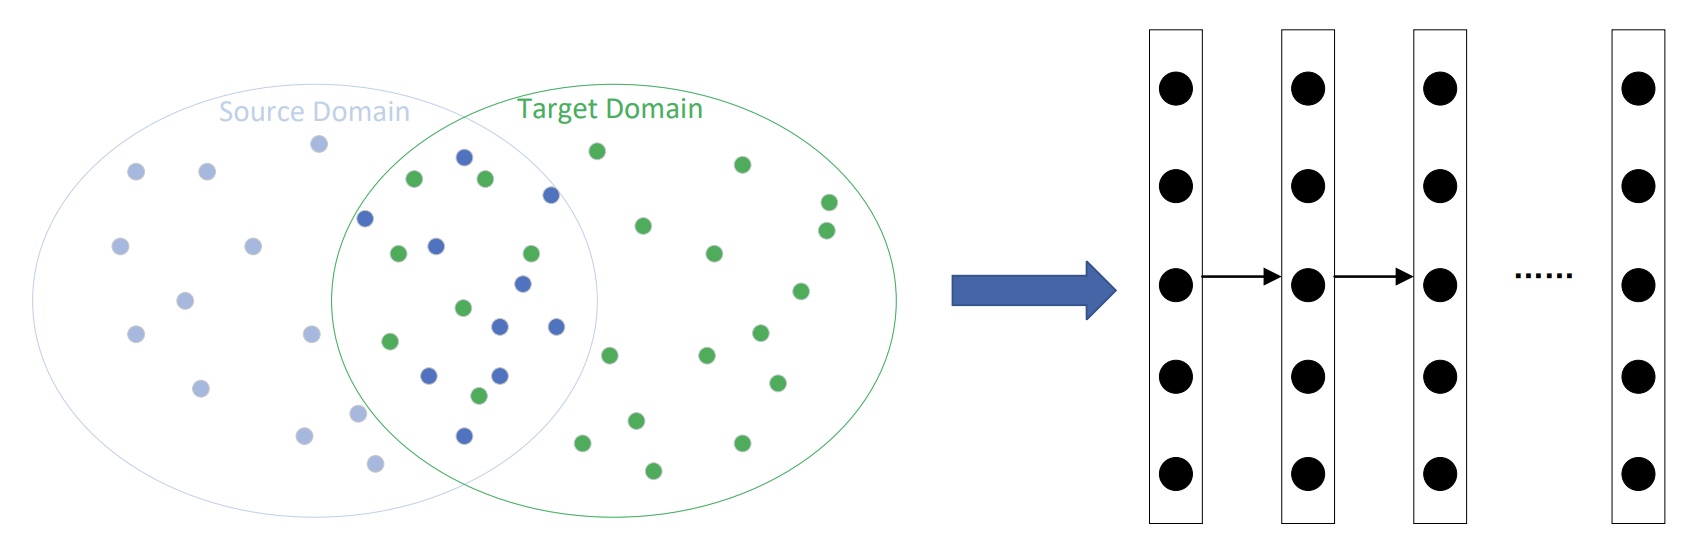 Source Domain
Target Domain
......